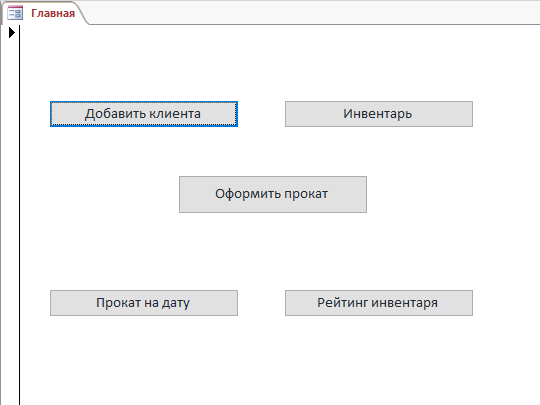 Главная
Добавить клиента
Инвентарь
Оформить прокат
Прокат на дату
Рейтинг инвентаря